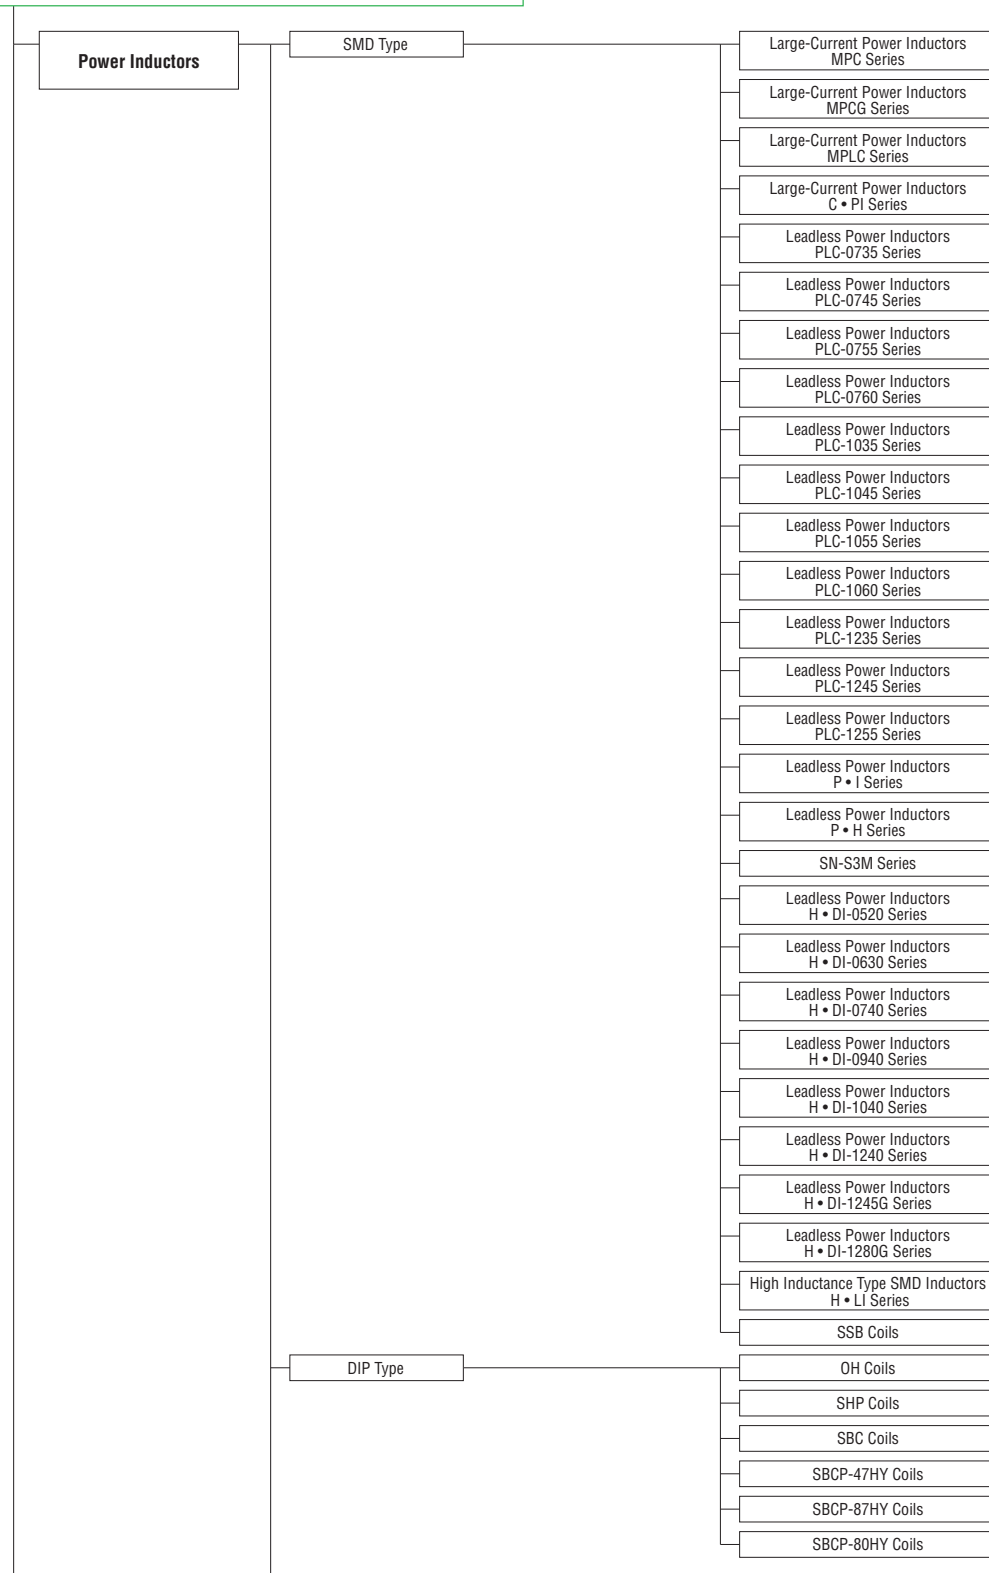 Power Inductors
SMD Type
Large-Current Power Inductors
MPC Series
Large-Current Power Inductors
MPCG Series
Large-Current Power Inductors
MPLC Series
Large-Current Power Inductors
C • PI Series
Leadless Power Inductors
PLC-0735 Series
Leadless Power Inductors
PLC-0745 Series
Leadless Power Inductors
PLC-0755 Series
Leadless Power Inductors
PLC-0760 Series
Leadless Power Inductors
PLC-1035 Series
Leadless Power Inductors
PLC-1045 Series
Leadless Power Inductors
PLC-1055 Series
Leadless Power Inductors
PLC-1060 Series
Leadless Power Inductors
PLC-1235 Series
Leadless Power Inductors
PLC-1245 Series
Leadless Power Inductors
PLC-1255 Series
Leadless Power Inductors
P • I Series
Leadless Power Inductors
P • H Series
SN-S3M Series
Leadless Power Inductors
H • DI-0520 Series
Leadless Power Inductors
H • DI-0630 Series
Leadless Power Inductors
H • DI-0740 Series
Leadless Power Inductors
H • DI-0940 Series
Leadless Power Inductors
H • DI-1040 Series
Leadless Power Inductors
H • DI-1240 Series
Leadless Power Inductors
H • DI-1245G Series
Leadless Power Inductors
H • DI-1280G Series
High Inductance Type SMD Inductors
H • LI Series
SSB Coils
DIP Type
OH Coils
SHP Coils
SBC Coils
SBCP-47HY Coils
SBCP-87HY Coils
SBCP-80HY Coils